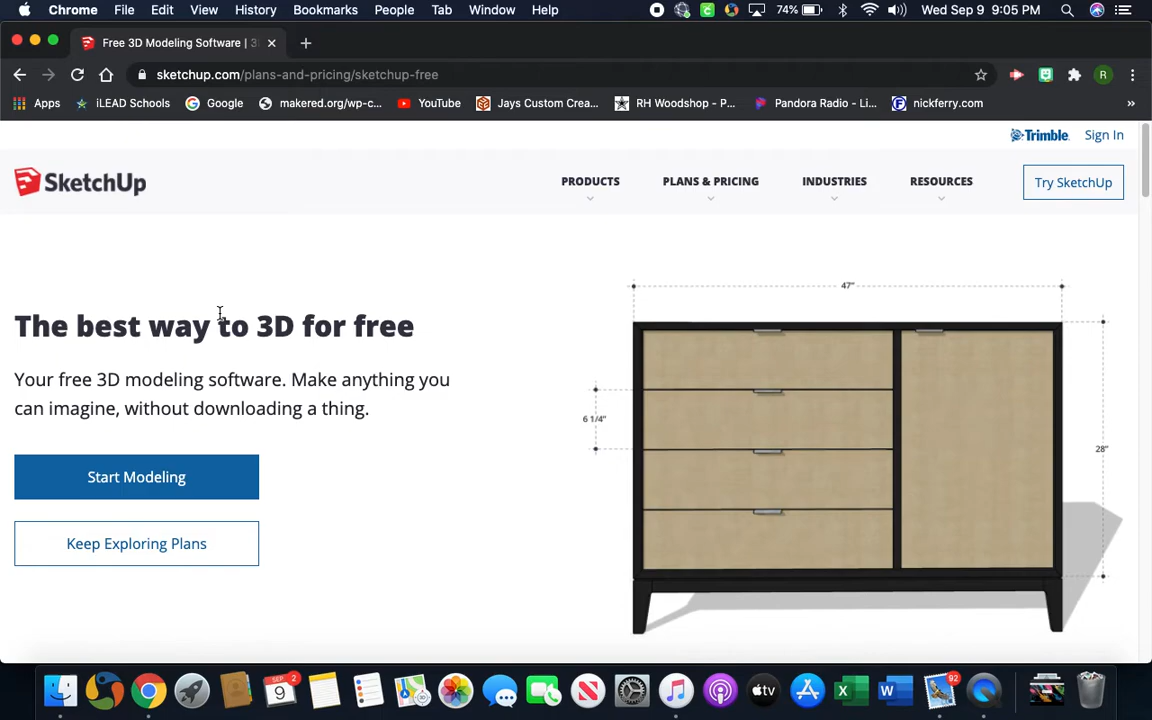 Chrome File Edit View History Bookmarks People Tab Window Help 74% Wed Sep 9 9:05 PM
Free 3D Modeling Software | 3
sketchup.com/plans-and-pricing/sketchup-free R
Apps iLEAD Schools Google makered.org/wp-c... YouTube Jays Custom Crea... RH Woodshop - P... Pandora Radio - Li... nickferry.com »
Trimble. Sign In
SketchUp PRODUCTS PLANS & PRICING INDUSTRIES RESOURCES Try SketchUp
47"
The best way to 3D for free
Your free 3D modeling software. Make anything you
can imagine, without downloading a thing.
6 1/4"
28"
Start Modeling
Keep Exploring Plans
SEP 9 2 92